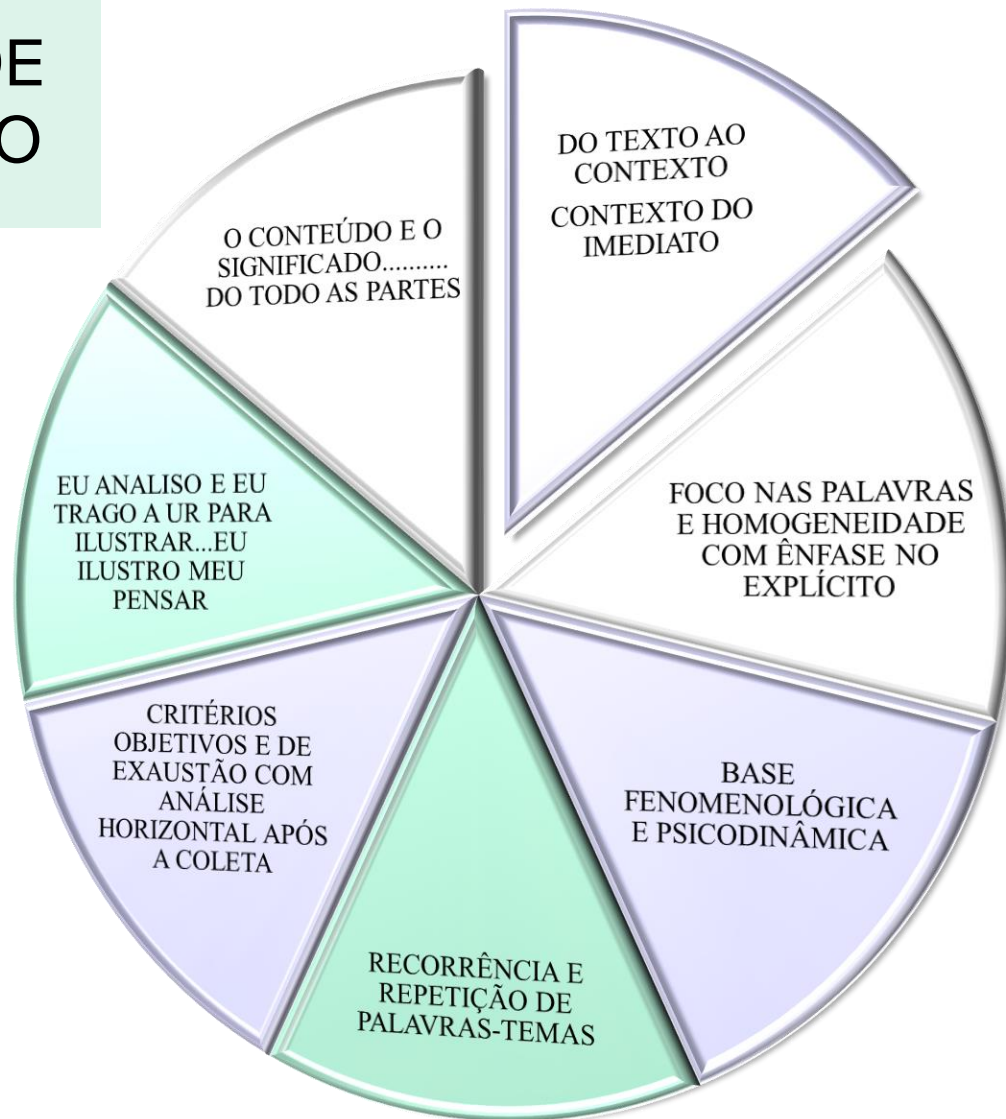 DE
O
DO TEXTO AO
CONTEXTO
CONTEXTO DO
IMEDIATO
FOCO NAS PALAVRAS
E HOMOGENEIDADE
COM ÊNFASE NO
EXPLÍCITO
BASE
FENOMENOLÓGICA
E PSICODINÂMICA
RECORRÊNCIA E
REPETIÇÃO DE
PALAVRAS-TEMAS
CRITÉRIOS
OBJETIVOS E DE
EXAUSTÃO COM
ANÁLISE
HORIZONTAL APÓS
A COLETA
EU ANALISO E EU
TRAGO A UR PARA
ILUSTRAR...EU
ILUSTRO MEU
PENSAR
O CONTEÚDO E O
SIGNIFICADO..........
DO TODO AS PARTES